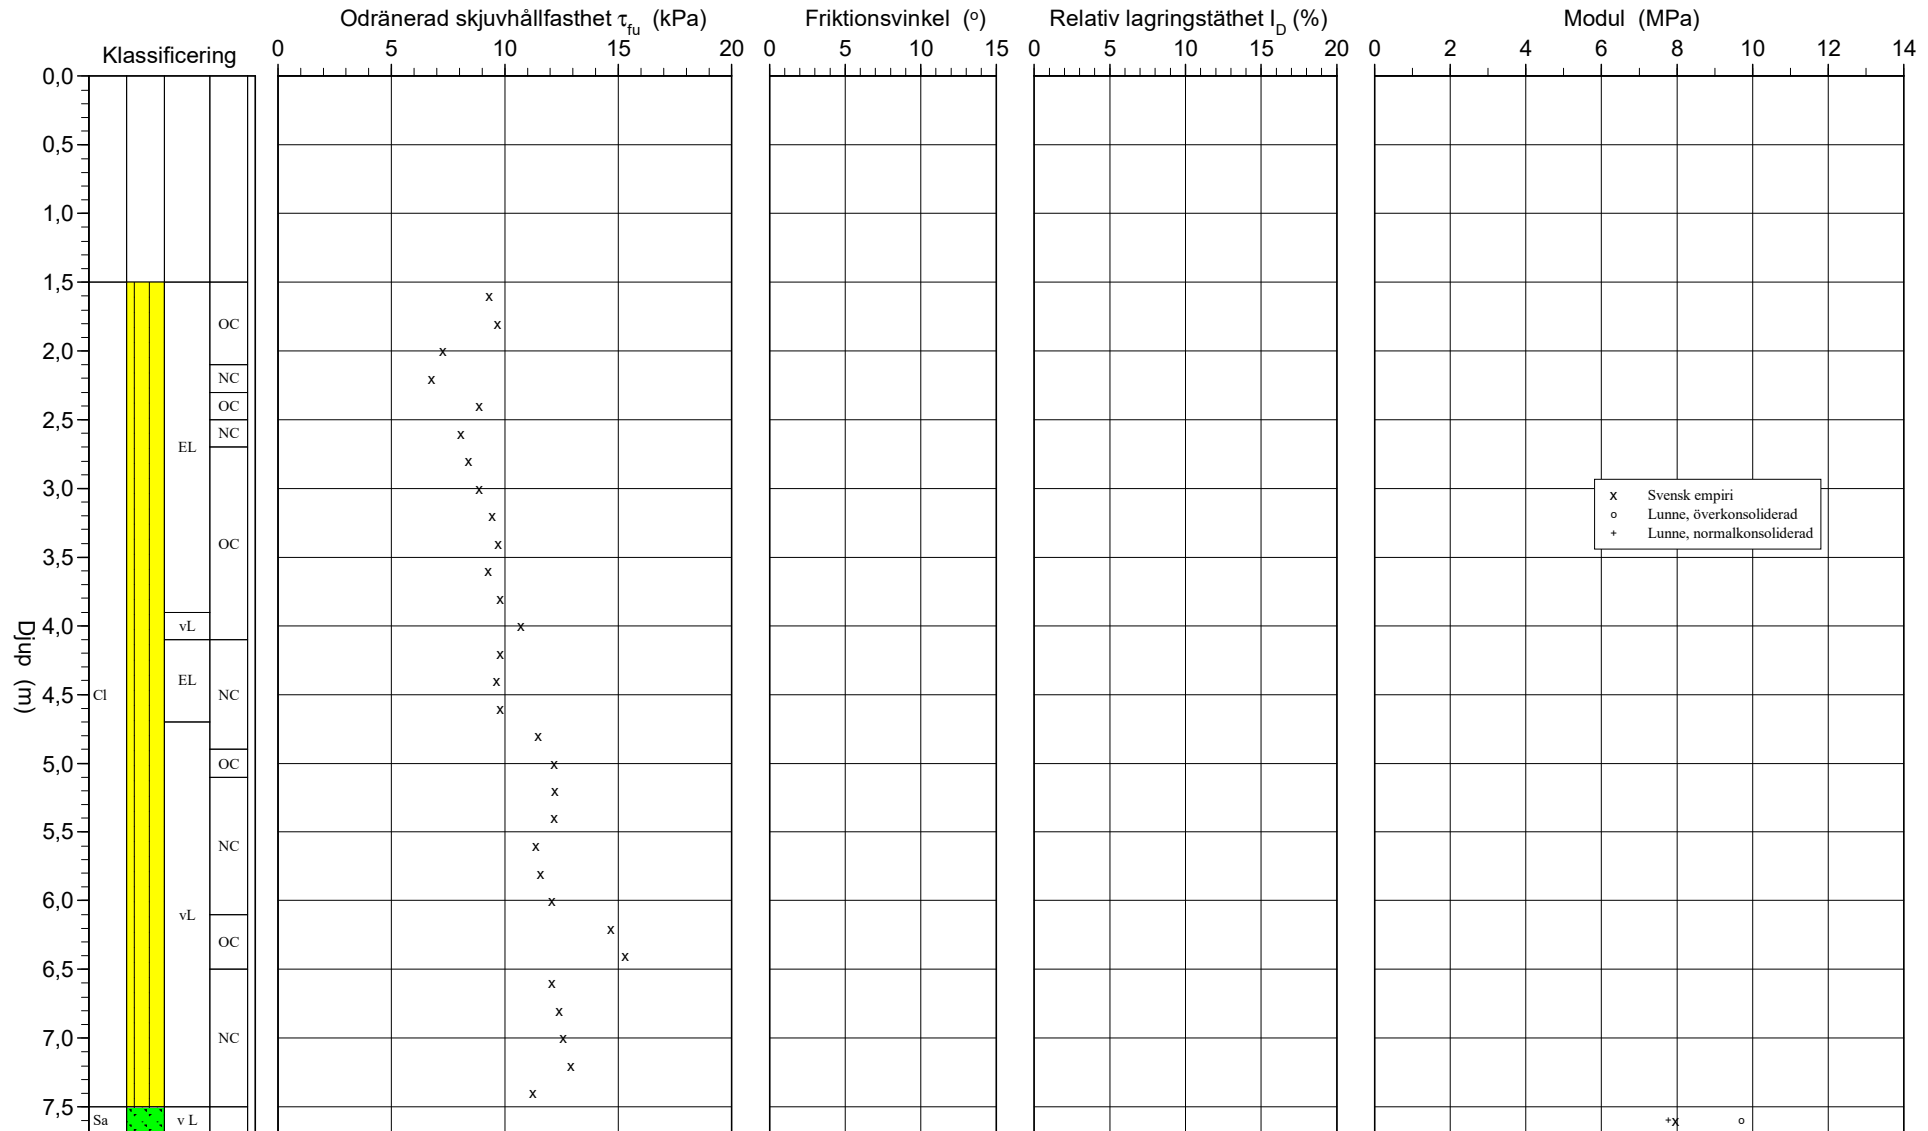 Odränerad skjuvhållfasthet τfu (kPa)
Friktionsvinkel (o)
Relativ lagringstäthet ID (%)
Modul (MPa)
Klassificering
0 5 10 15 20
0 5 10 15
0 5 10 15 20
0 2 4 6 8 10 12 14
0,0
0,5
1,0
1,5
OC
2,0
NC
OC
2,5
NC
EL
3,0
x Svensk empiri
o Lunne, överkonsoliderad
+ Lunne, normalkonsoliderad
OC
3,5
vL
4,0
Djup (m)
EL
Cl
4,5
NC
5,0
OC
5,5
NC
6,0
vL
OC
6,5
NC
7,0
7,5
Sa
v L